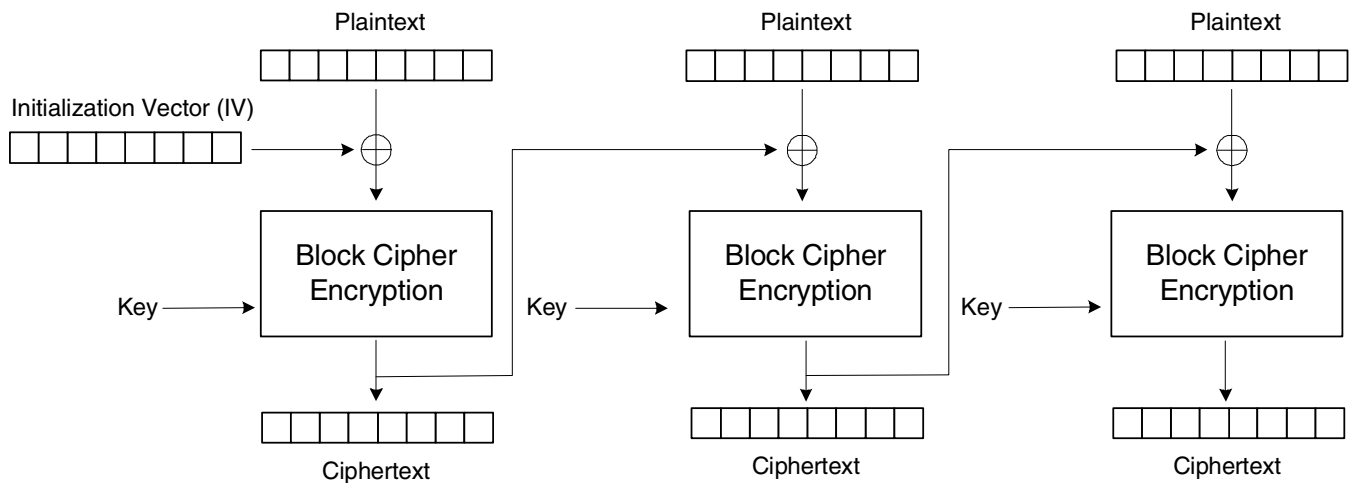 Plaintext
Plaintext
Plaintext
Initialization Vector (IV)
Block Cipher
Encryption
Block Cipher
Encryption
Block Cipher
Encryption
Key
Key
Key
Ciphertext
Ciphertext
Ciphertext